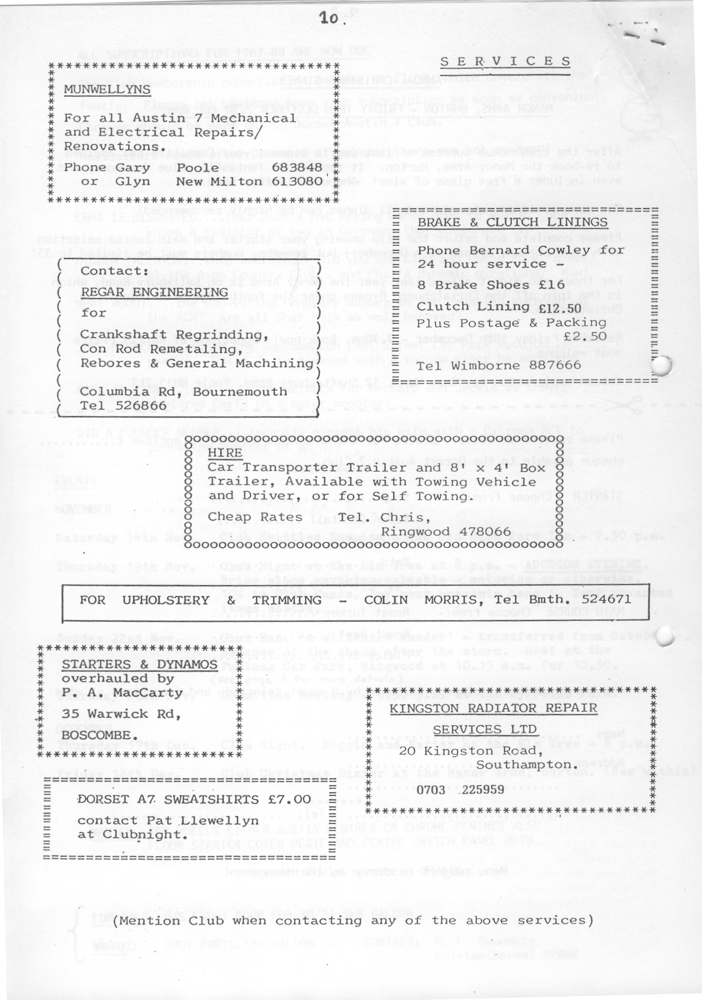 10.
SERVICES
MUNWELLYNS
For all Austin 7 Mechanical
and Electrical Repairs/
Renovations.
Phone Gary Poole 683848
or Glyn New Milton 613080
BRAKE & CLUTCH LININGS
Phone Bernard Cowley for
24 hour service -
8 Brake Shoes £16
Clutch Lining £12.50
Plus Postage & Packing
£2.50
Tel Wimborne 887666
Contact:
REGAR ENGINEERING
for
Crankshaft Regrinding,
Con Rod Remetaling,
Rebores & General Machining
Columbia Rd, Bournemouth
Tel 526866
HIRE
Car Transporter Trailer and 8' x 4' Box
Trailer, Available with Towing Vehicle
and Driver, or for Self Towing.
Cheap Rates Tel. Chris,
Ringwood 478066
FOR UPHOLSTERY & TRIMMING - COLIN MORRIS, Tel Bmth. 524671
STARTERS & DYNAMOS
overhauled by
P. A. MacCarty
35 Warwick Rd,
BOSCOMBE.
KINGSTON RADIATOR REPAIR
SERVICES LTD
20 Kingston Road,
Southampton.
0703 225959
DORSET A7 SWEATSHIRTS £7.00
contact Pat Llewellyn
at Clubnight.
(Mention Club when contacting any of the above services)